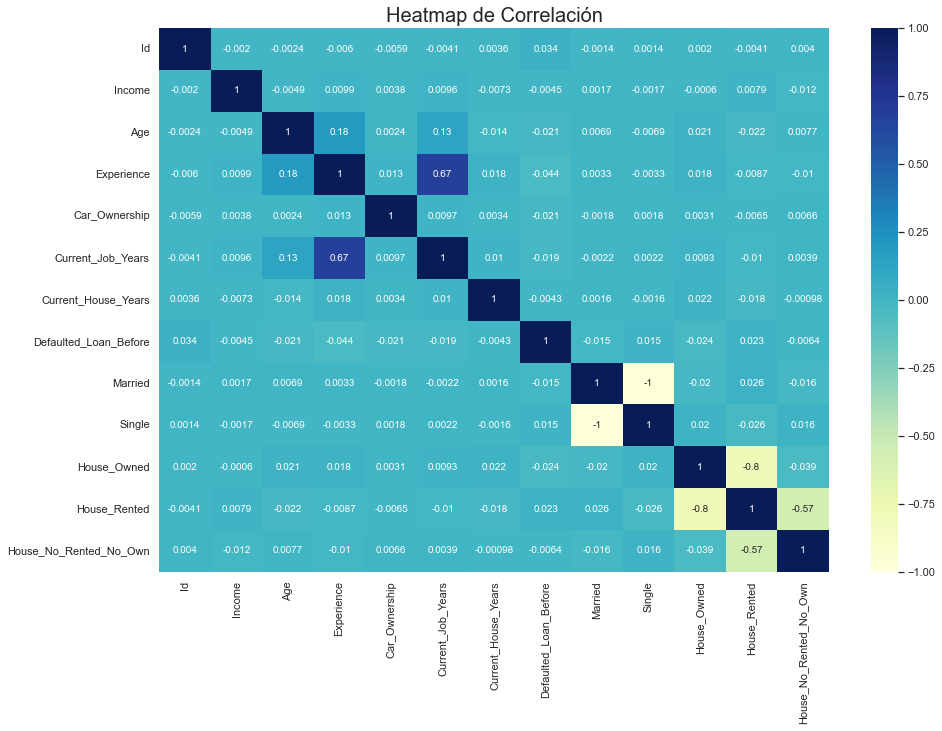 Heatmap de Correlación
Id 1 -0.002 -0.0024 -0.006 -0.0059 -0.0041 0.0036 0.034 -0.0014 0.0014 0.002 -0.0041 0.004
Income -0.002 1 -0.0049 0.0099 0.0038 0.0096 -0.0073 -0.0045 0.0017 -0.0017 -0.0006 0.0079 -0.012
Age -0.0024 -0.0049 1 0.18 0.0024 0.13 -0.014 -0.021 0.0069 -0.0069 0.021 -0.022 0.0077
Experience -0.006 0.0099 0.18 1 0.013 0.67 0.018 -0.044 0.0033 -0.0033 0.018 -0.0087 -0.01
Car_Ownership -0.0059 0.0038 0.0024 0.013 1 0.0097 0.0034 -0.021 -0.0018 0.0018 0.0031 -0.0065 0.0066
Current_Job_Years -0.0041 0.0096 0.13 0.67 0.0097 1 0.01 -0.019 -0.0022 0.0022 0.0093 -0.01 0.0039
Current_House_Years 0.0036 -0.0073 -0.014 0.018 0.0034 0.01 1 -0.0043 0.0016 -0.0016 0.022 -0.018 -0.00098
Defaulted_Loan_Before 0.034 -0.0045 -0.021 -0.044 -0.021 -0.019 -0.0043 1 -0.015 0.015 -0.024 0.023 -0.0064
Married -0.0014 0.0017 0.0069 0.0033 -0.0018 -0.0022 0.0016 -0.015 1 -1 -0.02 0.026 -0.016
Single 0.0014 -0.0017 -0.0069 -0.0033 0.0018 0.0022 -0.0016 0.015 -1 1 0.02 -0.026 0.016
House_Owned 0.002 -0.0006 0.021 0.018 0.0031 0.0093 0.022 -0.024 -0.02 0.02 1 -0.8 -0.039
House_Rented -0.0041 0.0079 -0.022 -0.0087 -0.0065 -0.01 -0.018 0.023 0.026 -0.026 -0.8 1 -0.57
House_No_Rented_No_Own 0.004 -0.012 0.0077 -0.01 0.0066 0.0039 -0.00098 -0.0064 -0.016 0.016 -0.039 -0.57 1
Id Income Age Experience Car_Ownership Current_Job_Years Current_House_Years Defaulted_Loan_Before Married Single House_Owned House_Rented House_No_Rented_No_Own
1.00
0.75
0.50
0.25
0.00
−0.25
−0.50
−0.75
−1.00